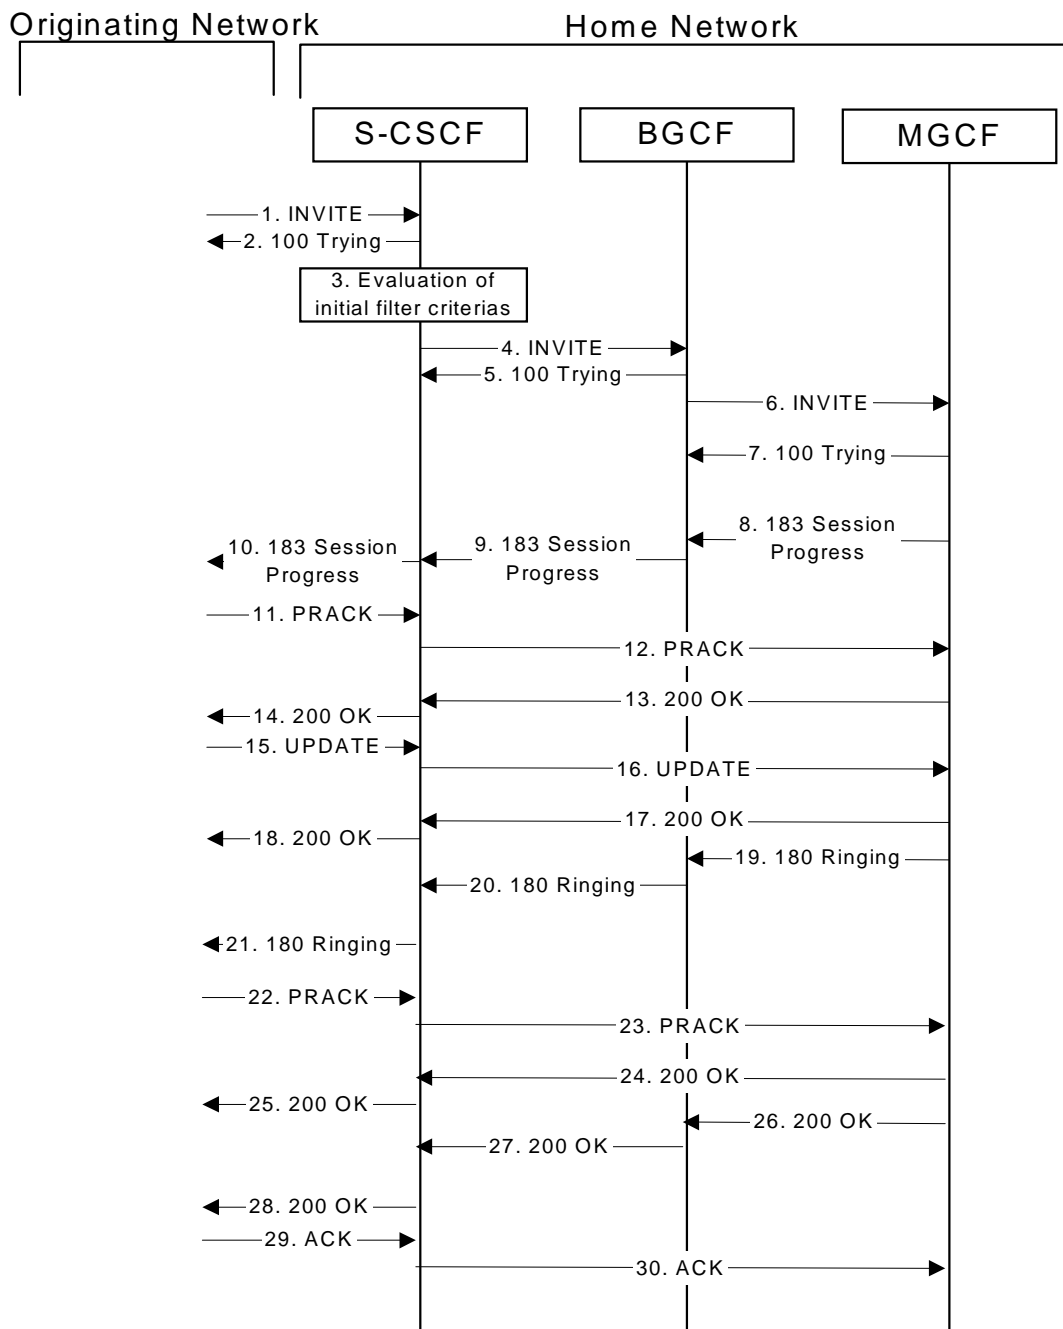 Originating Network
Home Network
S-CSCF
BGCF
MGCF
1. INVITE
2. 100 Trying
3. Evaluation of
initial filter criterias
4. INVITE
5. 100 Trying
6. INVITE
7. 100 Trying
8. 183 Session
Progress
9. 183 Session
Progress
10. 183 Session
Progress
11. PRACK
12. PRACK
13. 200 OK
14. 200 OK
15. UPDATE
16. UPDATE
17. 200 OK
18. 200 OK
19. 180 Ringing
20. 180 Ringing
21. 180 Ringing
22. PRACK
23. PRACK
24. 200 OK
25. 200 OK
26. 200 OK
27. 200 OK
28. 200 OK
29. ACK
30. ACK